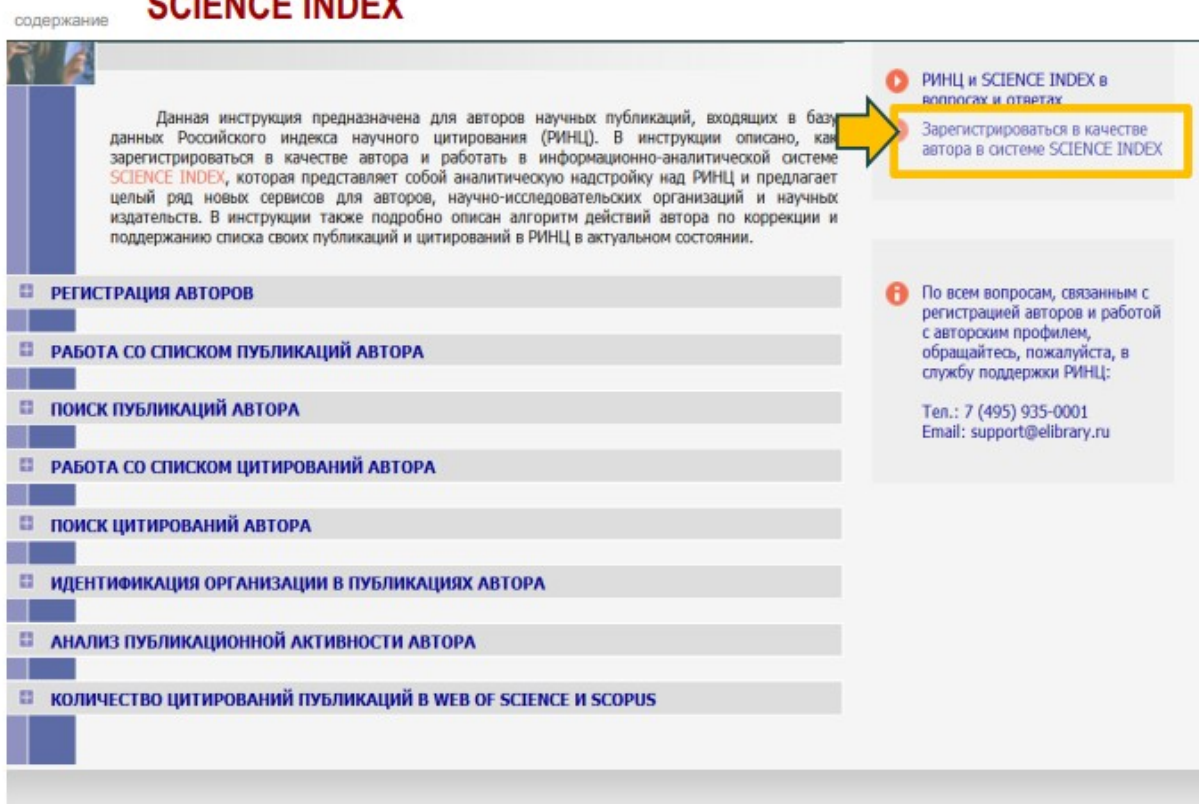 содержание
SCIENCE INDEX
Данная инструкция предназначена для авторов научных публикаций, входящих в базу
данных Российского индекса научного цитирования (РИНЦ). В инструкции описано, как
зарегистрироваться в качестве автора и работать в информационно-аналитической системе
SCIENCE INDEX, которая представляет собой аналитическую надстройку над РИНЦ и предлагает
целый ряд новых сервисов для авторов, научно-исследовательских организаций и научных
издательств. В инструкции также подробно описан алгоритм действий автора по коррекции и
поддержанию списка своих публикаций и цитирований в РИНЦ в актуальном состоянии.
РЕГИСТРАЦИЯ АВТОРОВ
РАБОТА СО СПИСКОМ ПУБЛИКАЦИЙ АВТОРА
ПОИСК ПУБЛИКАЦИЙ АВТОРА
РАБОТА СО СПИСКОМ ЦИТИРОВАНИЙ АВТОРА
ПОИСК ЦИТИРОВАНИЙ АВТОРА
ИДЕНТИФИКАЦИЯ ОРГАНИЗАЦИИ В ПУБЛИКАЦИЯХ АВТОРА
АНАЛИЗ ПУБЛИКАЦИОННОЙ АКТИВНОСТИ АВТОРА
КОЛИЧЕСТВО ЦИТИРОВАНИЙ ПУБЛИКАЦИЙ В WEB OF SCIENCE И SCOPUS
РИНЦ и SCIENCE INDEX в
вопросах и ответах
Зарегистрироваться в качестве
автора в системе SCIENCE INDEX
По всем вопросам, связанным с
регистрацией авторов и работой
с авторским профилем,
обращайтесь, пожалуйста, в
службу поддержки РИНЦ:
Тел.: 7 (495) 935-0001
Email: support@elibrary.ru